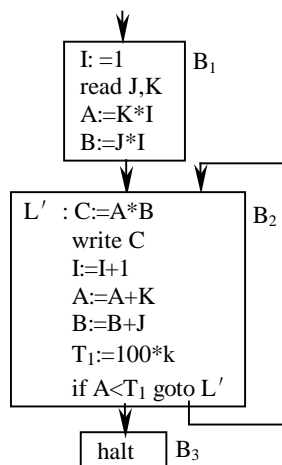 I: =1
read J,K
A:=K*I
B:=J*I
B1
L′ : C:=A*B
write C
I:=I+1
A:=A+K
B:=B+J
T1:=100*k
if A<T1 goto L′
B2
halt
B3